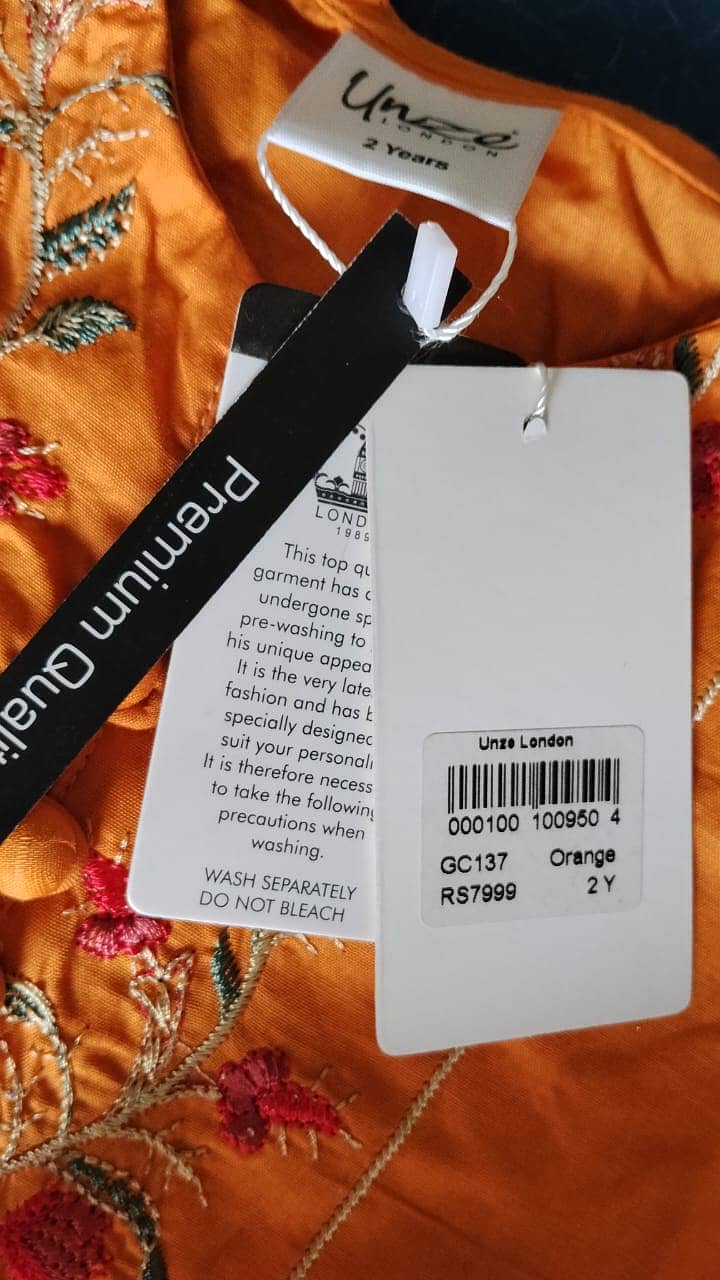 Unze
LONDON
2 Years
Premium Quali
LOND
1989
This top qu
garment has
undergone sp
pre-washing to
his unique appea
It is the very late
fashion and has b
specially designed
suit your personali
It is therefore necess
to take the following
precautions when
washing.
WASH SEPARATELY
DO NOT BLEACH
Unze London
000100 100950 4
GC137 Orange
RS7999 2 Y